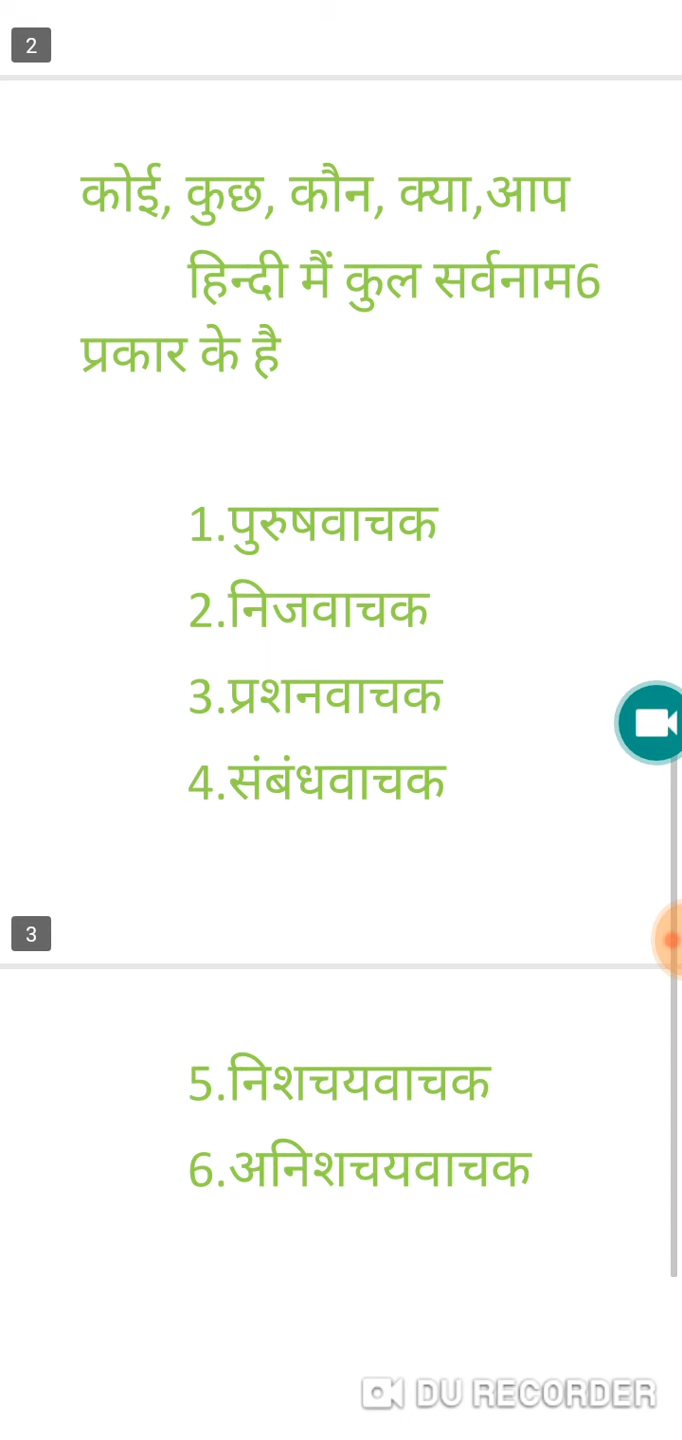 2
कोई, कुछ, कौन, क्या,आप
हिन्दी मैं कुल सर्वनाम6
प्रकार के है
1.पुरुषवाचक
2.निजवाचक
3.प्रशनवाचक
4.संबंधवाचक
3
5.निशचयवाचक
6.अनिशचयवाचक
DU RECORDER